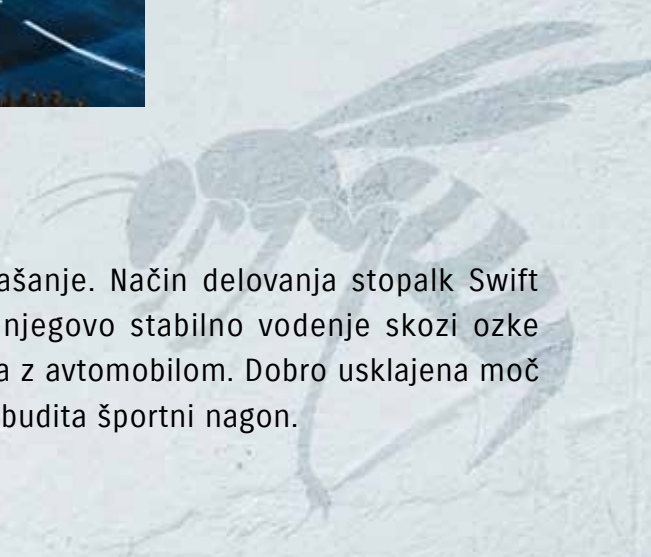 ašanje. Način delovanja stopalk Swift
njegovo stabilno vodenje skozi ozke
a z avtomobilom. Dobro usklajena moč
budita športni nagon.